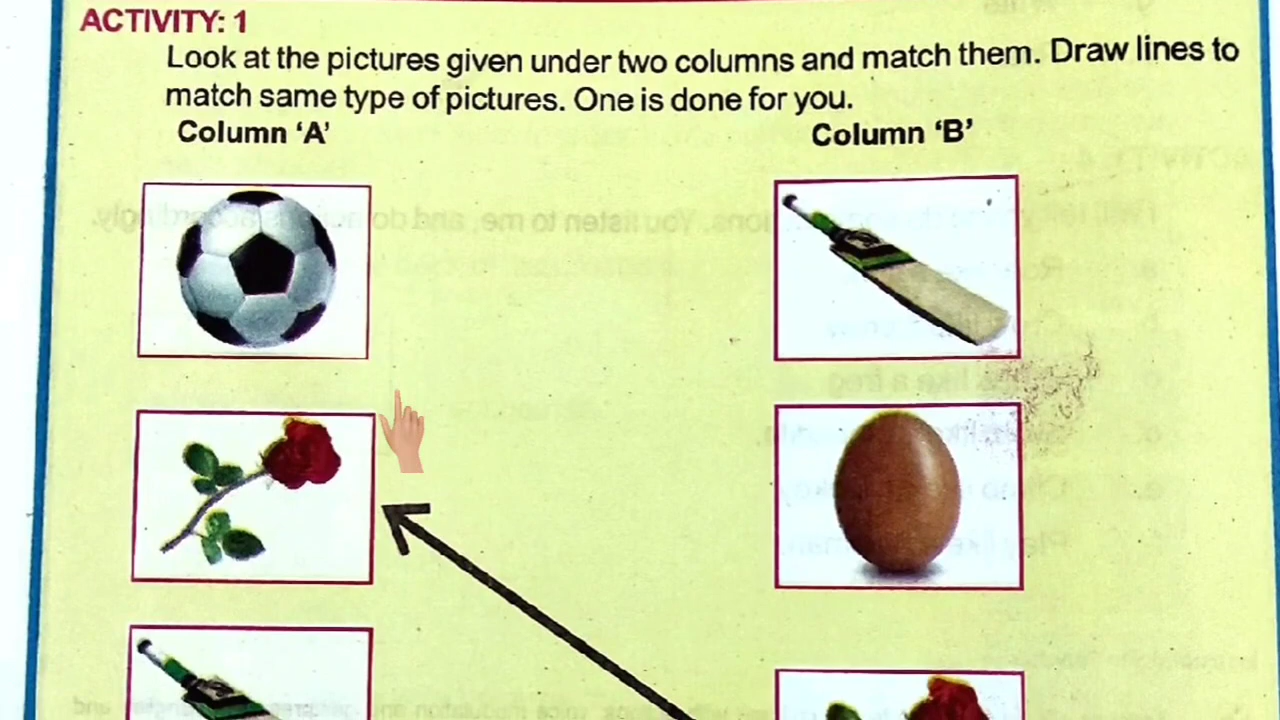 ACTIVITY: 1
Look at the pictures given under two columns and match them. Draw lines to
match same type of pictures. One is done for you.
Column ‘A’
Column ‘B’